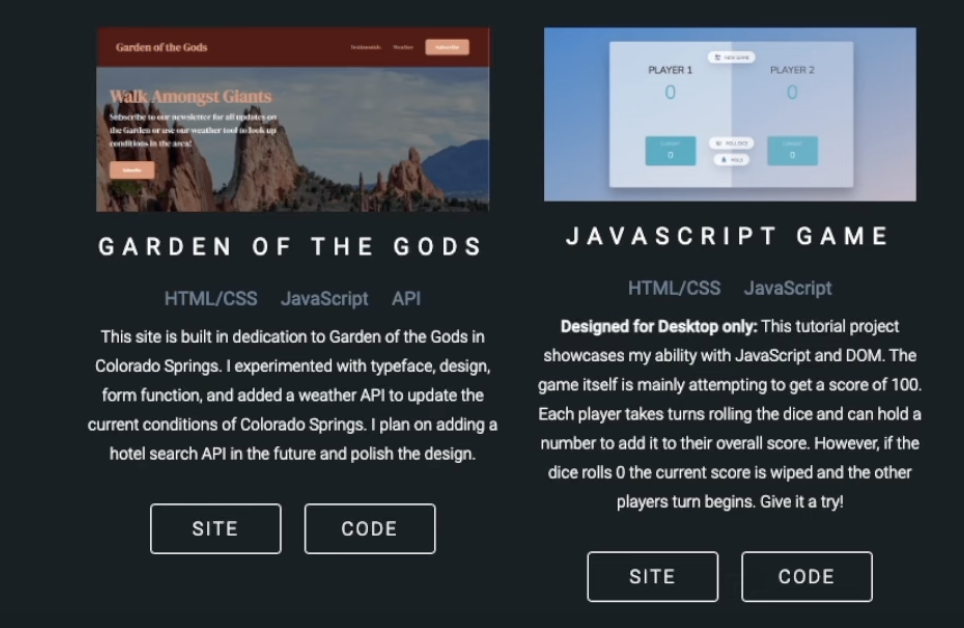 Garden of the Gods
Testimonials Weather Subscribe
Walk Amongst Giants
Subscribe to our newsletter for all updates on
the Garden or use our weather tool to look up
conditions in the area!
Subscribe
GARDEN OF THE GODS
HTML/CSS JavaScript API
This site is built in dedication to Garden of the Gods in
Colorado Springs. I experimented with typeface, design,
form function, and added a weather API to update the
current conditions of Colorado Springs. I plan on adding a
hotel search API in the future and polish the design.
SITE CODE
NEW GAME
PLAYER 1 PLAYER 2
0 0
CURRENT CURRENT
0 0
ROLL DICE
HOLD
JAVASCRIPT GAME
HTML/CSS JavaScript
Designed for Desktop only: This tutorial project
showcases my ability with JavaScript and DOM. The
game itself is mainly attempting to get a score of 100.
Each player takes turns rolling the dice and can hold a
number to add it to their overall score. However, if the
dice rolls 0 the current score is wiped and the other
players turn begins. Give it a try!
SITE CODE